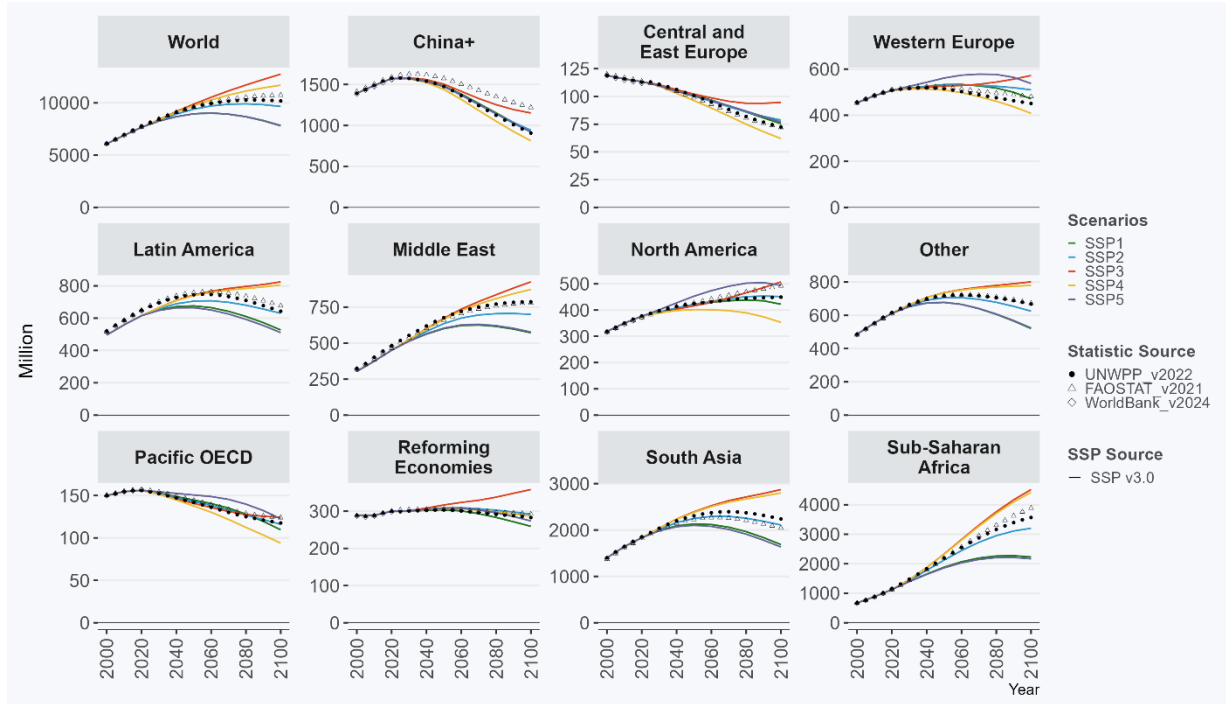 World
China+
Central and
East Europe
Western Europe
10000
5000
0
1500
1000
500
0
125
100
75
50
25
0
600
400
200
0
Latin America
Middle East
North America
Other
800
600
400
200
0
750
500
250
0
500
400
300
200
100
0
800
600
400
200
0
Pacific OECD
Reforming
Economies
South Asia
Sub-Saharan
Africa
150
100
50
0
300
200
100
0
3000
2000
1000
0
4000
3000
2000
1000
0
2000
2020
2040
2060
2080
2100
2000
2020
2040
2060
2080
2100
2000
2020
2040
2060
2080
2100
2000
2020
2040
2060
2080
2100
Year
Million
Scenarios
SSP1
SSP2
SSP3
SSP4
SSP5
Statistic Source
UNWPP_v2022
FAOSTAT_v2021
WorldBank_v2024
SSP Source
SSP v3.0